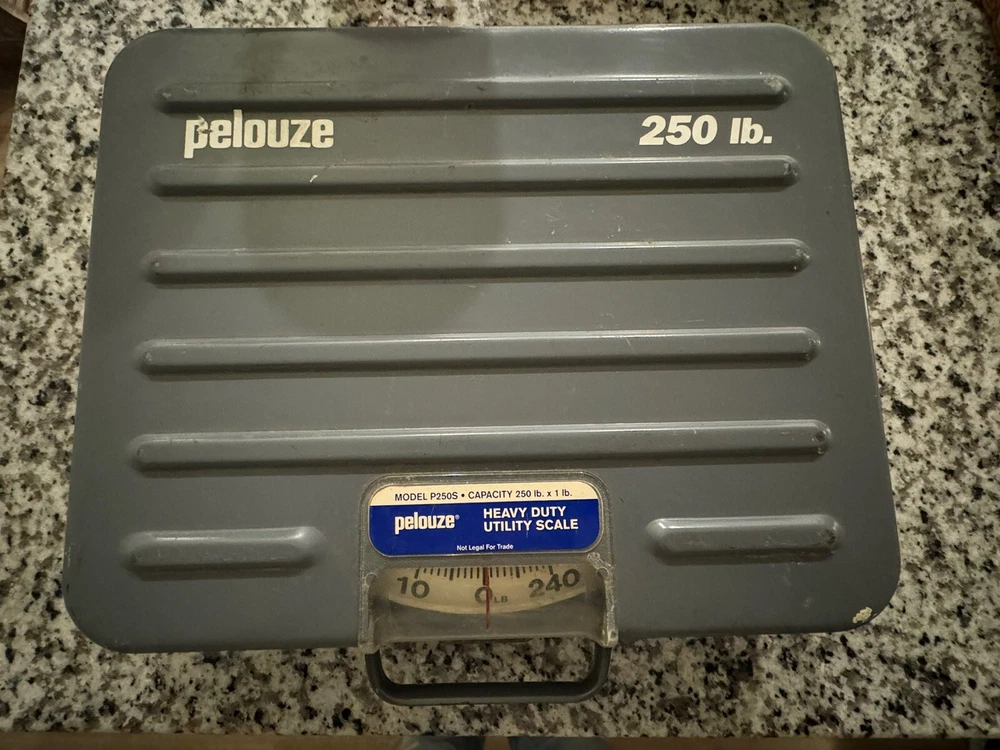 pelouze 250 lb.
MODEL P250S • CAPACITY 250 lb. x 1 lb.
pelouze® HEAVY DUTY
UTILITY SCALE
Not Legal For Trade
10 0 LB 240